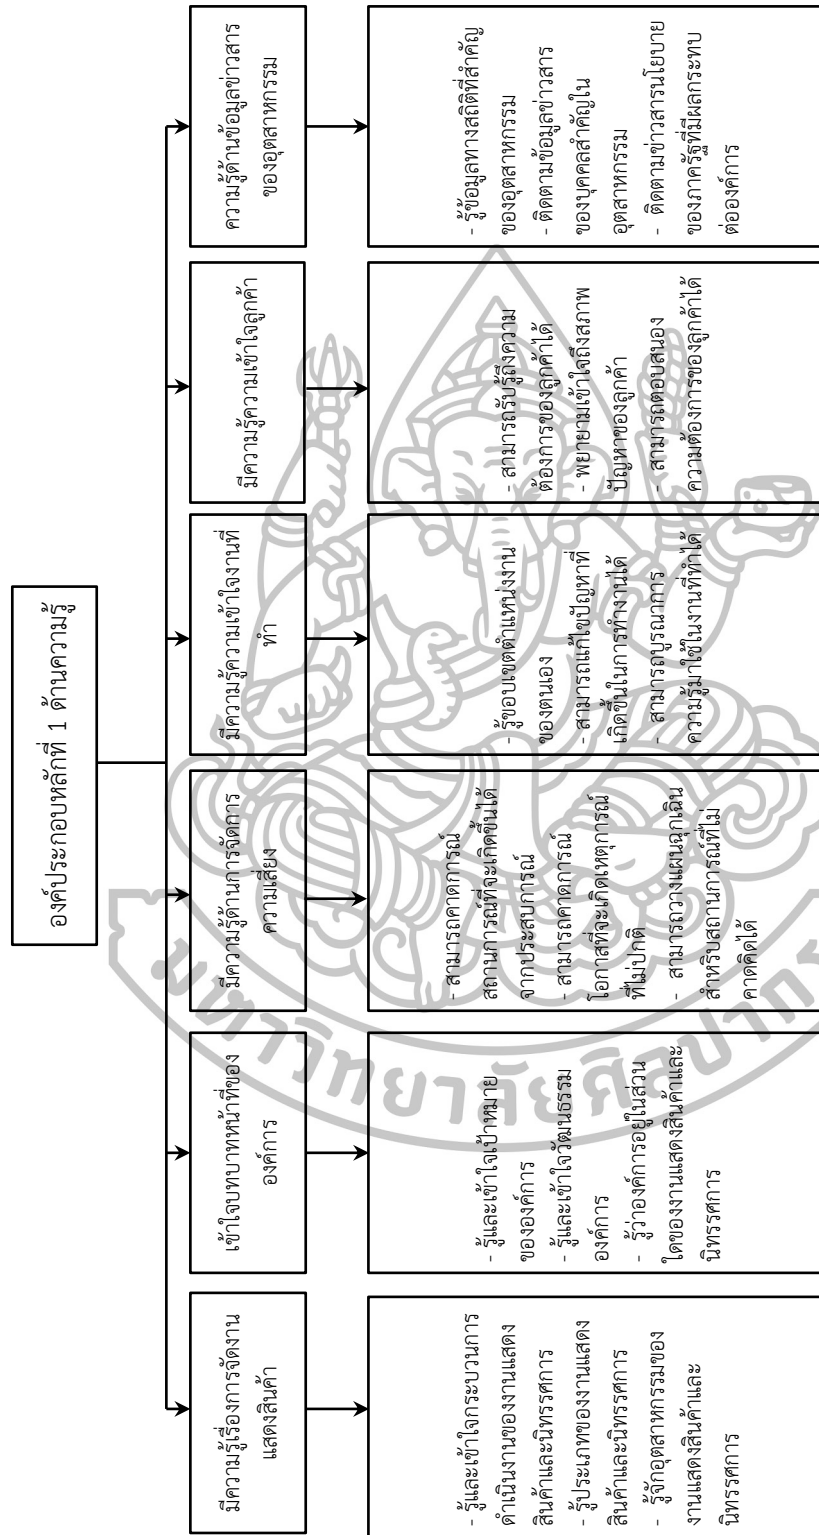 องค์ประกอบหลักที่ 1 ด้านความรู้
มีความรู้เรื่องการจัดงาน
แสดงสินค้า
- รู้และเข้าใจกระบวนการ
ดำเนินงานของงานแสดง
สินค้าและนิทรรศการ
- รู้ประเภทของงานแสดง
สินค้าและนิทรรศการ
- รู้จักอุตสาหกรรมของ
งานแสดงสินค้าและ
นิทรรศการ
เข้าใจบทบาทหน้าที่ของ
องค์การ
- รู้และเข้าใจเป้าหมาย
ขององค์การ
- รู้และเข้าใจวัฒนธรรม
องค์การ
- รู้ว่าองค์การอยู่ในส่วน
ใดของงานแสดงสินค้าและ
นิทรรศการ
มีความรู้ด้านการจัดการ
ความเสี่ยง
- สามารถคาดการณ์
สถานการณ์ที่จะเกิดขึ้นได้
จากประสบการณ์
- สามารถคาดการณ์
โอกาสที่จะเกิดเหตุการณ์
ที่ไม่ปกติ
- สามารถวางแผนฉุกเฉิน
สำหรับสถานการณ์ที่ไม่
คาดคิดได้
มีความรู้ความเข้าใจงานที่
ทำ
- รู้ขอบเขตตำแหน่งงาน
ของตนเอง
- สามารถแก้ไขปัญหาที่
เกิดขึ้นในการทำงานได้
- สามารถบูรณาการ
ความรู้มาใช้ในงานที่ทำได้
มีความรู้ความเข้าใจลูกค้า
- สามารถรับรู้ถึงความ
ต้องการของลูกค้าได้
- พยายามเข้าใจถึงสภาพ
ปัญหาของลูกค้า
- สามารถตอบสนอง
ความต้องการของลูกค้าได้
ความรู้ด้านข้อมูลข่าวสาร
ของอุตสาหกรรม
- รู้ข้อมูลทางสถิติที่สำคัญ
ของอุตสาหกรรม
- ติดตามข้อมูลข่าวสาร
ของบุคคลสำคัญใน
อุตสาหกรรม
- ติดตามข่าวสารนโยบาย
ของภาครัฐที่มีผลกระทบ
ต่อองค์การ
มหาวิทยาลัยศิลปากร